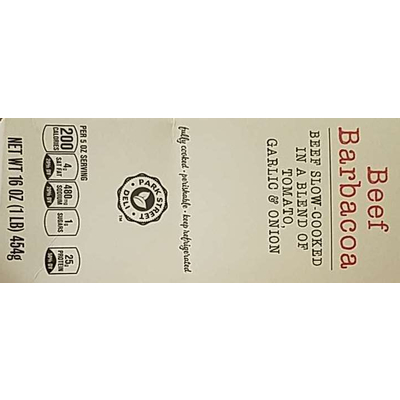 Beef
Barbacoa
BEEF SLOW-COOKED
IN A BLEND OF
TOMATO,
GARLIC & ONION
fully cooked · perishable · keep refrigerated
PARK STREET
DELI
™
PER 5 OZ SERVING
200
CALORIES
4g
SAT FAT
480mg
SODIUM
1g
SUGARS
25g
PROTEIN
NET WT 16 OZ (1 LB) 454g